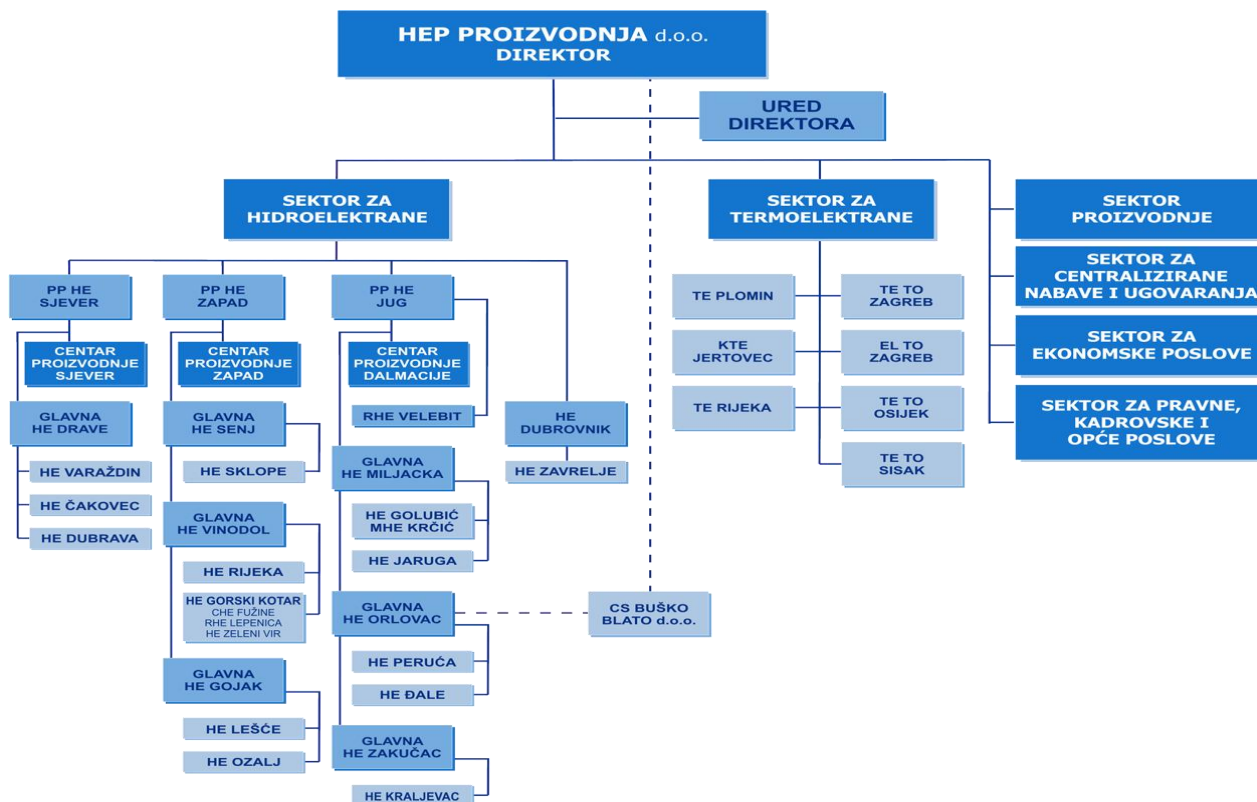 HEP PROIZVODNJA d.o.o.
DIREKTOR
URED
DIREKTORA
SEKTOR ZA
HIDROELEKTRANE
SEKTOR ZA
TERMOELEKTRANE
SEKTOR
PROIZVODNJE
SEKTOR ZA
CENTRALIZIRANE
NABAVE I UGOVARANJA
SEKTOR ZA
EKONOMSKE POSLOVE
SEKTOR ZA PRAVNE,
KADROVSKE I
OPĆE POSLOVE
PP HE
SJEVER
CENTAR
PROIZVODNJE
SJEVER
GLAVNA
HE DRAVE
HE VARAŽDIN
HE ČAKOVEC
HE DUBRAVA
PP HE
ZAPAD
CENTAR
PROIZVODNJE
ZAPAD
GLAVNA
HE SENJ
HE SKLOPE
GLAVNA
HE VINODOL
HE RIJEKA
HE GORSKI KOTAR
CHE FUŽINE
RHE LEPENICA
HE ZELENI VIR
GLAVNA
HE GOJAK
HE LEŠĆE
HE OZALJ
PP HE
JUG
CENTAR
PROIZVODNJE
DALMACIJE
RHE VELEBIT
GLAVNA
HE MILJACKA
HE GOLUBIĆ
MHE KRČIĆ
HE JARUGA
GLAVNA
HE ORLOVAC
HE PERUĆA
HE ĐALE
GLAVNA
HE ZAKUČAC
HE KRALJEVAC
HE
DUBROVNIK
HE ZAVRELJE
CS BUŠKO
BLATO d.o.o.
TE PLOMIN
TE TO
ZAGREB
KTE
JERTOVEC
EL TO
ZAGREB
TE RIJEKA
TE TO
OSIJEK
TE TO
SISAK